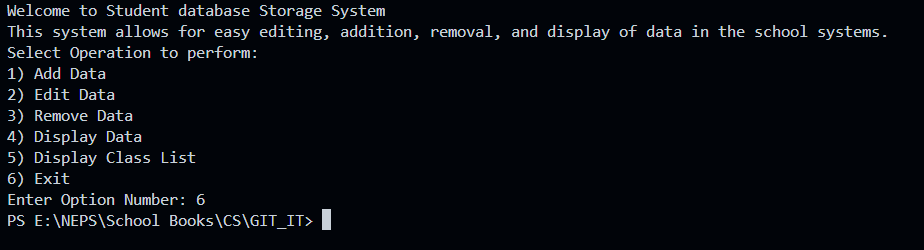 Welcome to Student database Storage System
This system allows for easy editing, addition, removal, and display of data in the school systems.
Select Operation to perform:
1) Add Data
2) Edit Data
3) Remove Data
4) Display Data
5) Display Class List
6) Exit
Enter Option Number: 6
PS E:\NEPS\School Books\CS\GIT_IT>